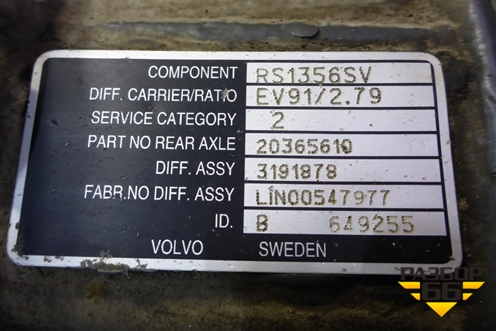 COMPONENT RS1356SV
DIFF. CARRIER/RATIO EV91/2.79
SERVICE CATEGORY 2
PART NO REAR AXLE 20365610
DIFF. ASSY 3191878
FABR.NO DIFF. ASSY LIN00547977
ID. 8 649255
VOLVO SWEDEN
РАЗБОР
66